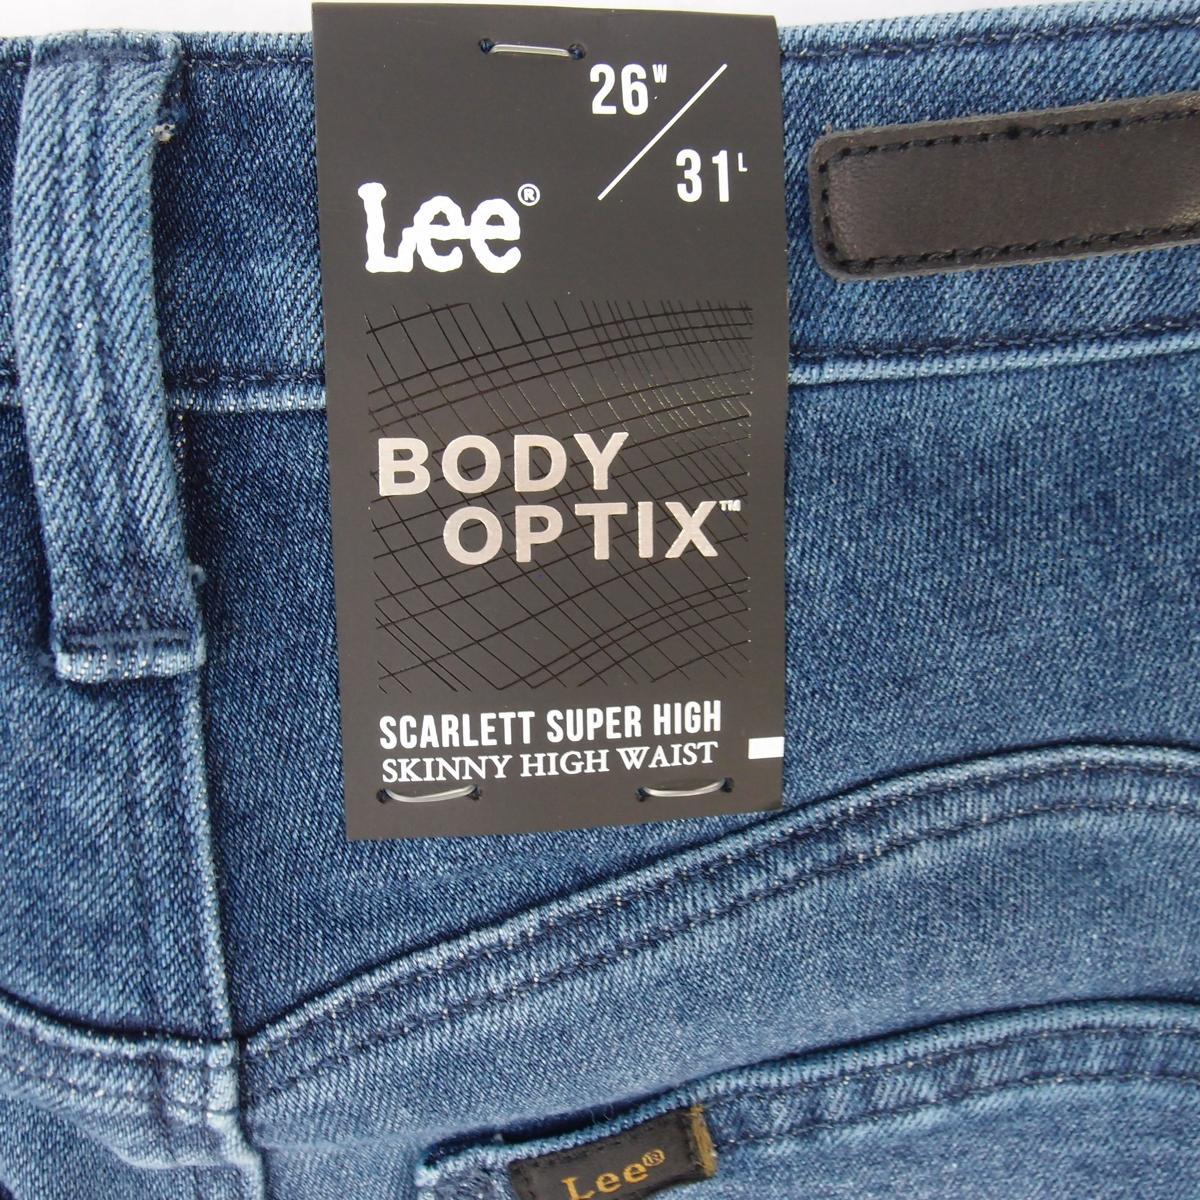 26W
31L
Lee®
BODY
OPTIX™
SCARLETT SUPER HIGH
SKINNY HIGH WAIST
Lee®